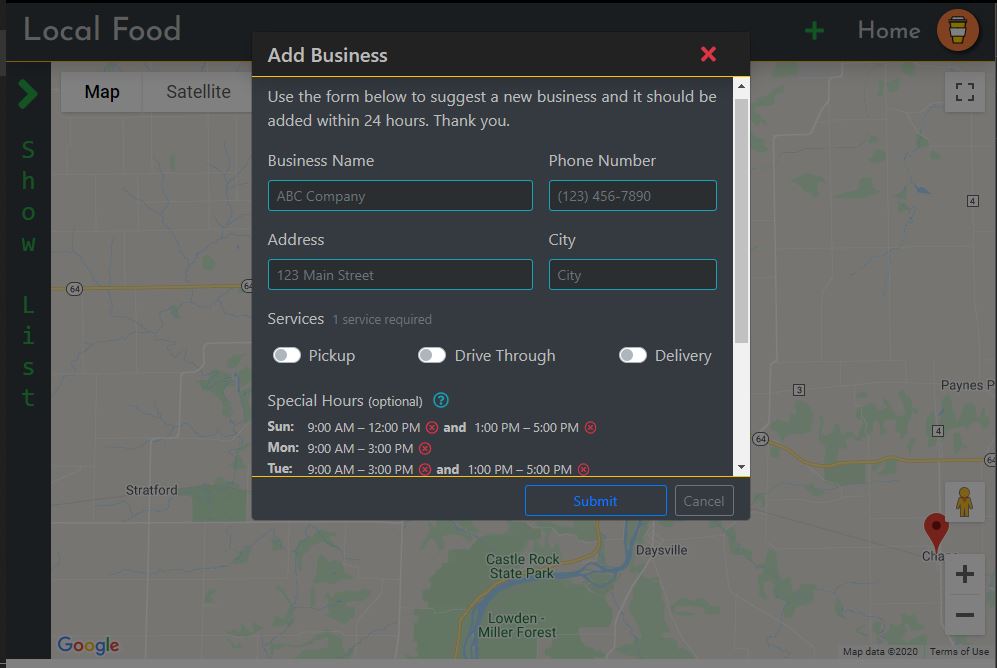 Local Food
Home
Map
Satellite
Show List
Add Business
Use the form below to suggest a new business and it should be
added within 24 hours. Thank you.
Business Name
Phone Number
ABC Company
(123) 456-7890
Address
City
123 Main Street
City
Services 1 service required
Pickup
Drive Through
Delivery
Special Hours (optional) ?
Sun: 9:00 AM – 12:00 PM and 1:00 PM – 5:00 PM
Mon: 9:00 AM – 3:00 PM
Tue: 9:00 AM – 3:00 PM and 1:00 PM – 5:00 PM
Submit
Cancel
64
64
4
3
Paynes P
4
64
64
Stratford
Castle Rock
State Park
Daysville
Lowden -
Miller Forest
Google
Map data ©2020
Terms of Use